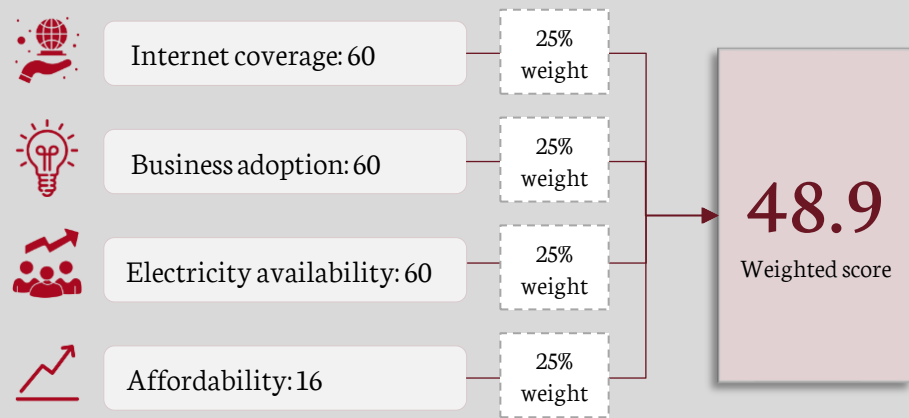 Internet coverage: 60
25%
weight
Business adoption: 60
25%
weight
Electricity availability: 60
25%
weight
Affordability: 16
25%
weight
48.9
Weighted score